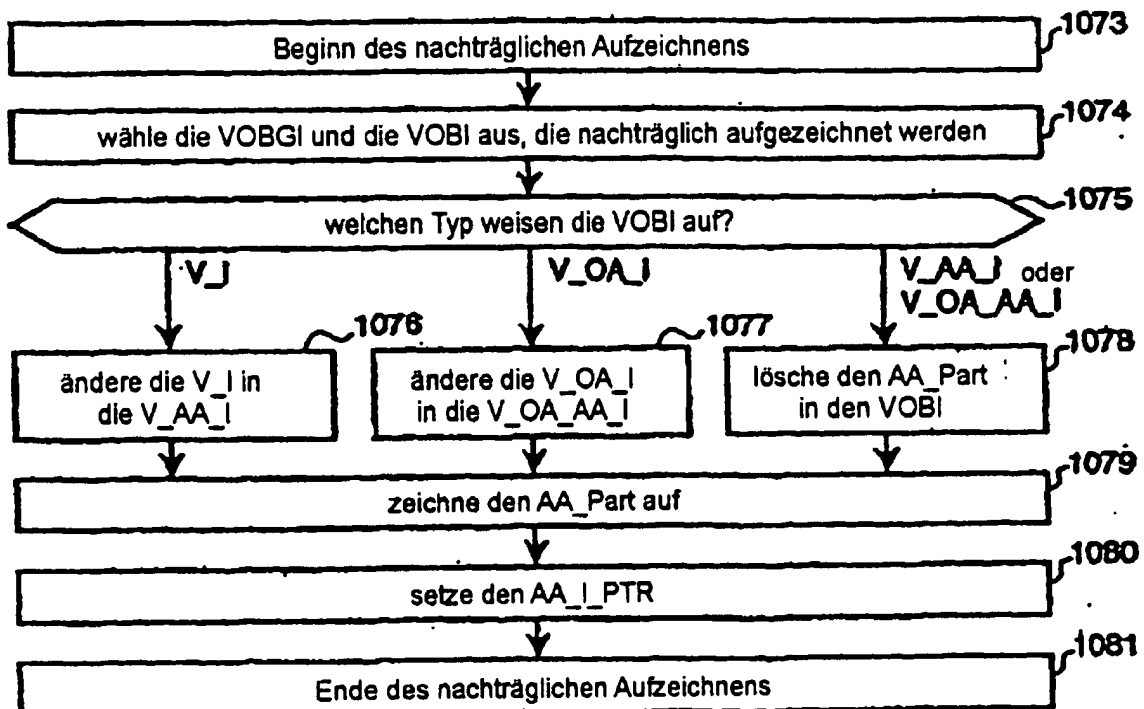 Beginn des nachträglichen Aufzeichnens
1073
wähle die VOBGI und die VOBI aus, die nachträglich aufgezeichnet werden
1074
welchen Typ weisen die VOBI auf?
1075
V_I
V_OA_I
V_AA_I oder
V_OA_AA_I
1076
ändere die V_I in
die V_AA_I
1077
ändere die V_OA_I
in die V_OA_AA_I
1078
lösche den AA_Part
in den VOBI
1079
zeichne den AA_Part auf
1080
setze den AA_I_PTR
1081
Ende des nachträglichen Aufzeichnens